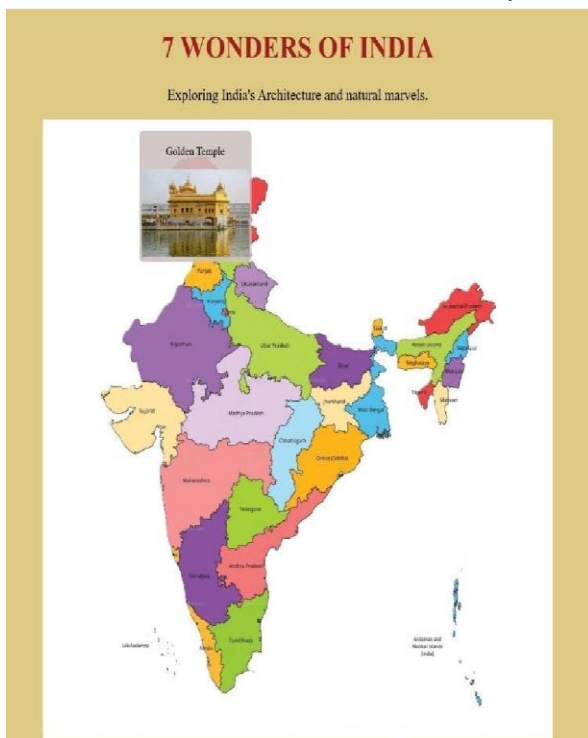 7 WONDERS OF INDIA
Exploring India's Architecture and natural marvels.
Golden Temple
Punjab
Uttarakhand
Haryana
Rajasthan
Uttar Pradesh
Bihar
Sikkim
Arunachal Pradesh
Assam
Nagaland
Meghalaya
Manipur
Tripura
Mizoram
Gujarat
Madhya Pradesh
Jharkhand
West Bengal
Chhattisgarh
Orissa (Odisha)
Maharashtra
Telangana
Andhra Pradesh
Karnataka
Tamil Nadu
Kerala
Lakshadweep
Andaman and
Nicobar Islands
(India)